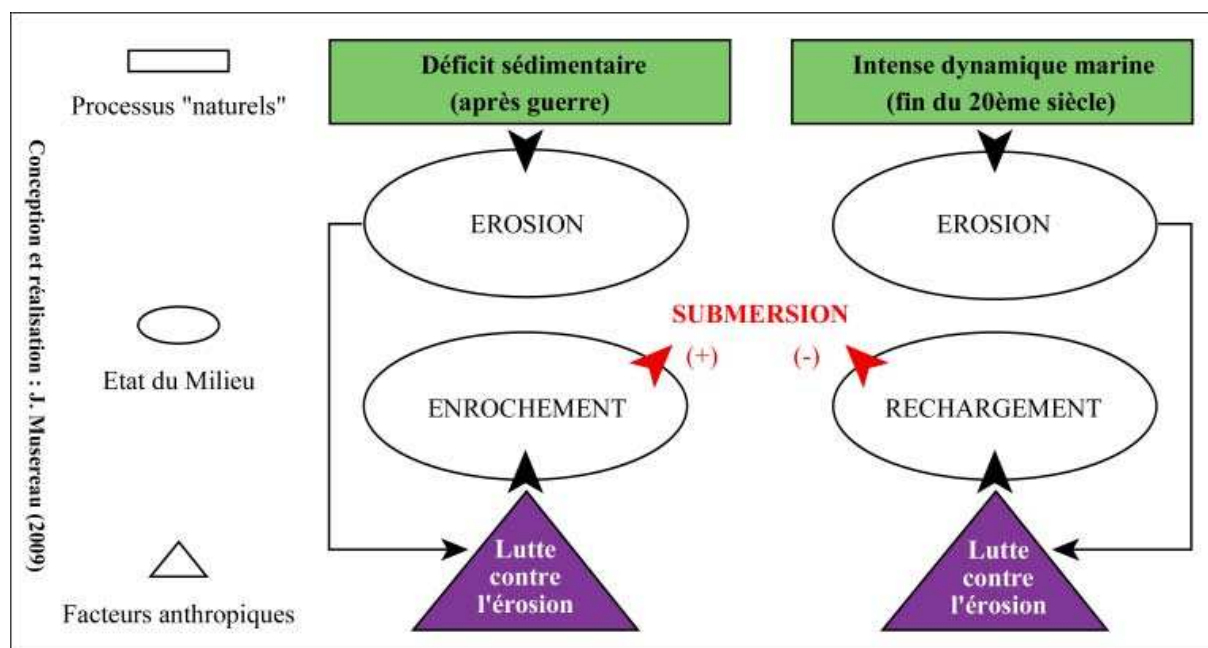 Processus "naturels"
Etat du Milieu
Facteurs anthropiques
Conception et réalisation : J. Musereau (2009)
Déficit sédimentaire
(après guerre)
EROSION
ENROCHEMENT
Lutte
contre
l'érosion
SUBMERSION
(+)
(-)
Intense dynamique marine
(fin du 20ème siècle)
EROSION
RECHARGEMENT
Lutte
contre
l'érosion